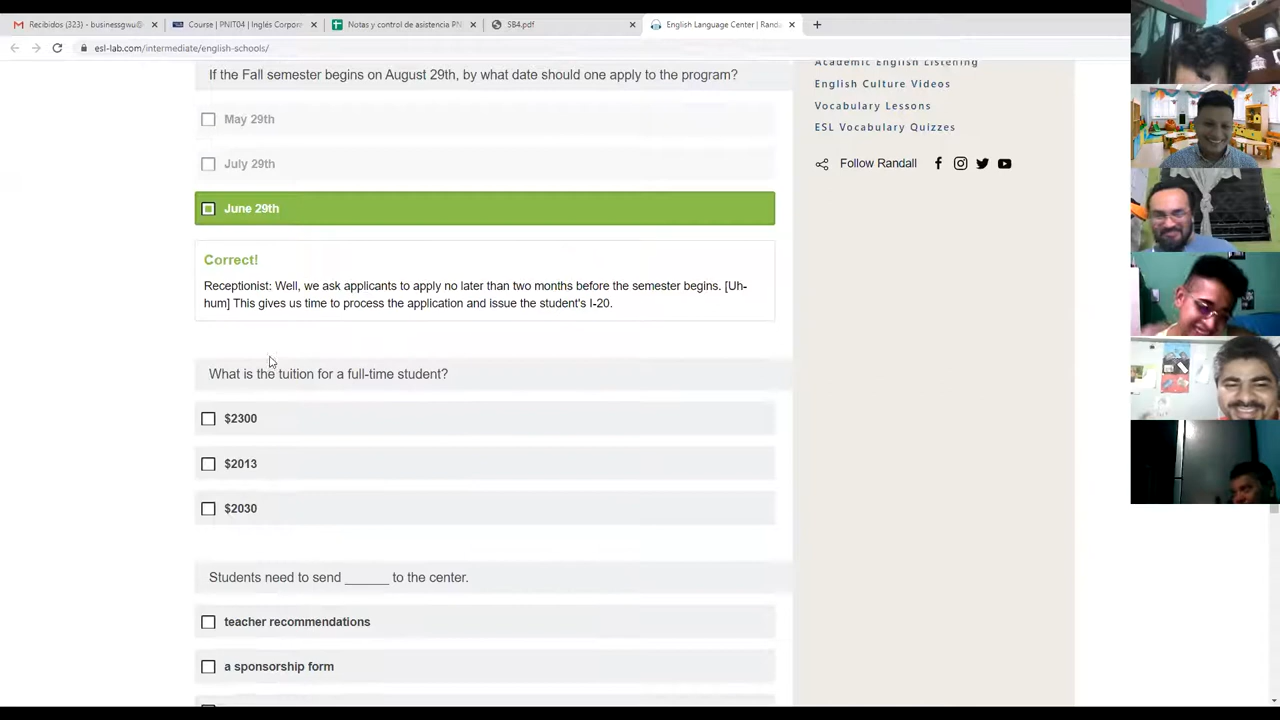 Recibidos (323) - businessgwu@
Course | PNIT04 | Inglés Corpor
Notas y control de asistencia PN
5B4.pdf
English Language Center | Randa
esl-lab.com/intermediate/english-schools/
If the Fall semester begins on August 29th, by what date should one apply to the program?
May 29th
July 29th
June 29th
Correct!
Receptionist: Well, we ask applicants to apply no later than two months before the semester begins. [Uh-
hum] This gives us time to process the application and issue the student's I-20.
What is the tuition for a full-time student?
$2300
$2013
$2030
Students need to send ______ to the center.
teacher recommendations
a sponsorship form
Academic English Listening
English Culture Videos
Vocabulary Lessons
ESL Vocabulary Quizzes
Follow Randall